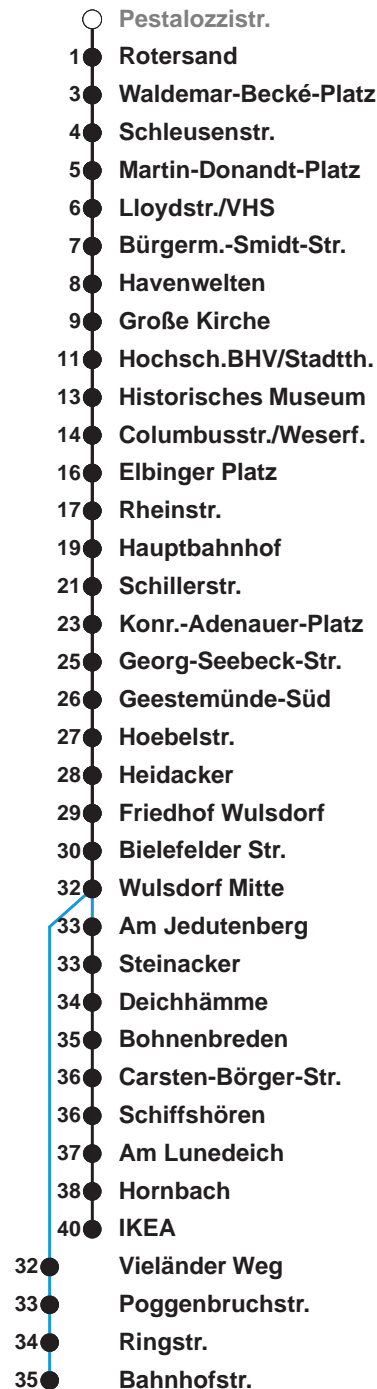 Pestalozzistr.
1 Rotersand
3 Waldemar-Becké-Platz
4 Schleusenstr.
5 Martin-Donandt-Platz
6 Lloydstr./VHS
7 Bürgerm.-Smidt-Str.
8 Havenwelten
9 Große Kirche
11 Hochsch.BHV/Stadtth.
13 Historisches Museum
14 Columbusstr./Weserf.
16 Elbinger Platz
17 Rheinstr.
19 Hauptbahnhof
21 Schillerstr.
23 Konr.-Adenauer-Platz
25 Georg-Seebeck-Str.
26 Geestemünde-Süd
27 Hoebelstr.
28 Heidacker
29 Friedhof Wulsdorf
30 Bielefelder Str.
32 Wulsdorf Mitte
33 Am Jedutenberg
33 Steinacker
34 Deichhämme
35 Bohnenbreden
36 Carsten-Börger-Str.
36 Schiffshören
37 Am Lunedeich
38 Hornbach
40 IKEA
32 Vieländer Weg
33 Poggenbruchstr.
34 Ringstr.
35 Bahnhofstr.